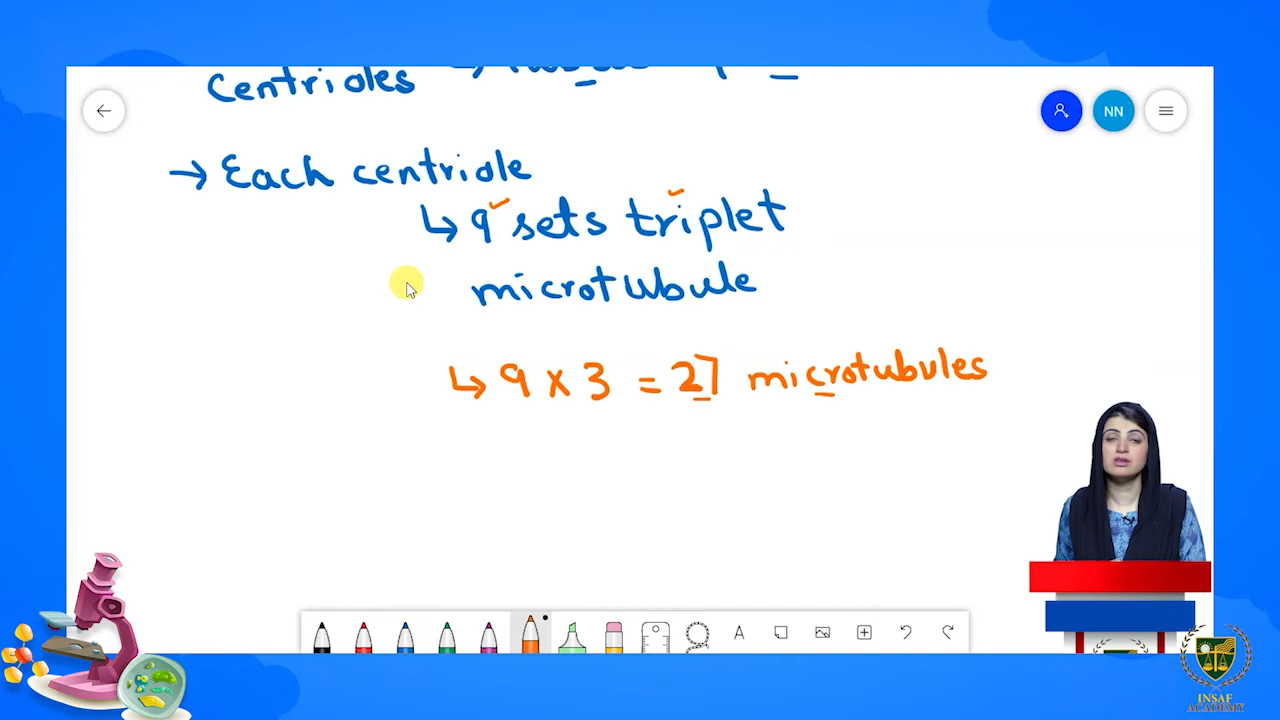 centrioles →
→ Each centriole
↳ 9 sets triplet
microtubule
↳ 9 x 3 = 27 microtubules
NN
A
INSAF
ACADEMY